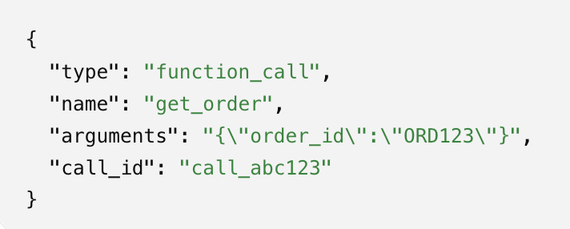 {
  "type": "function_call",
  "name": "get_order",
  "arguments": "{\"order_id\":\"ORD123\"}",
  "call_id": "call_abc123"
}